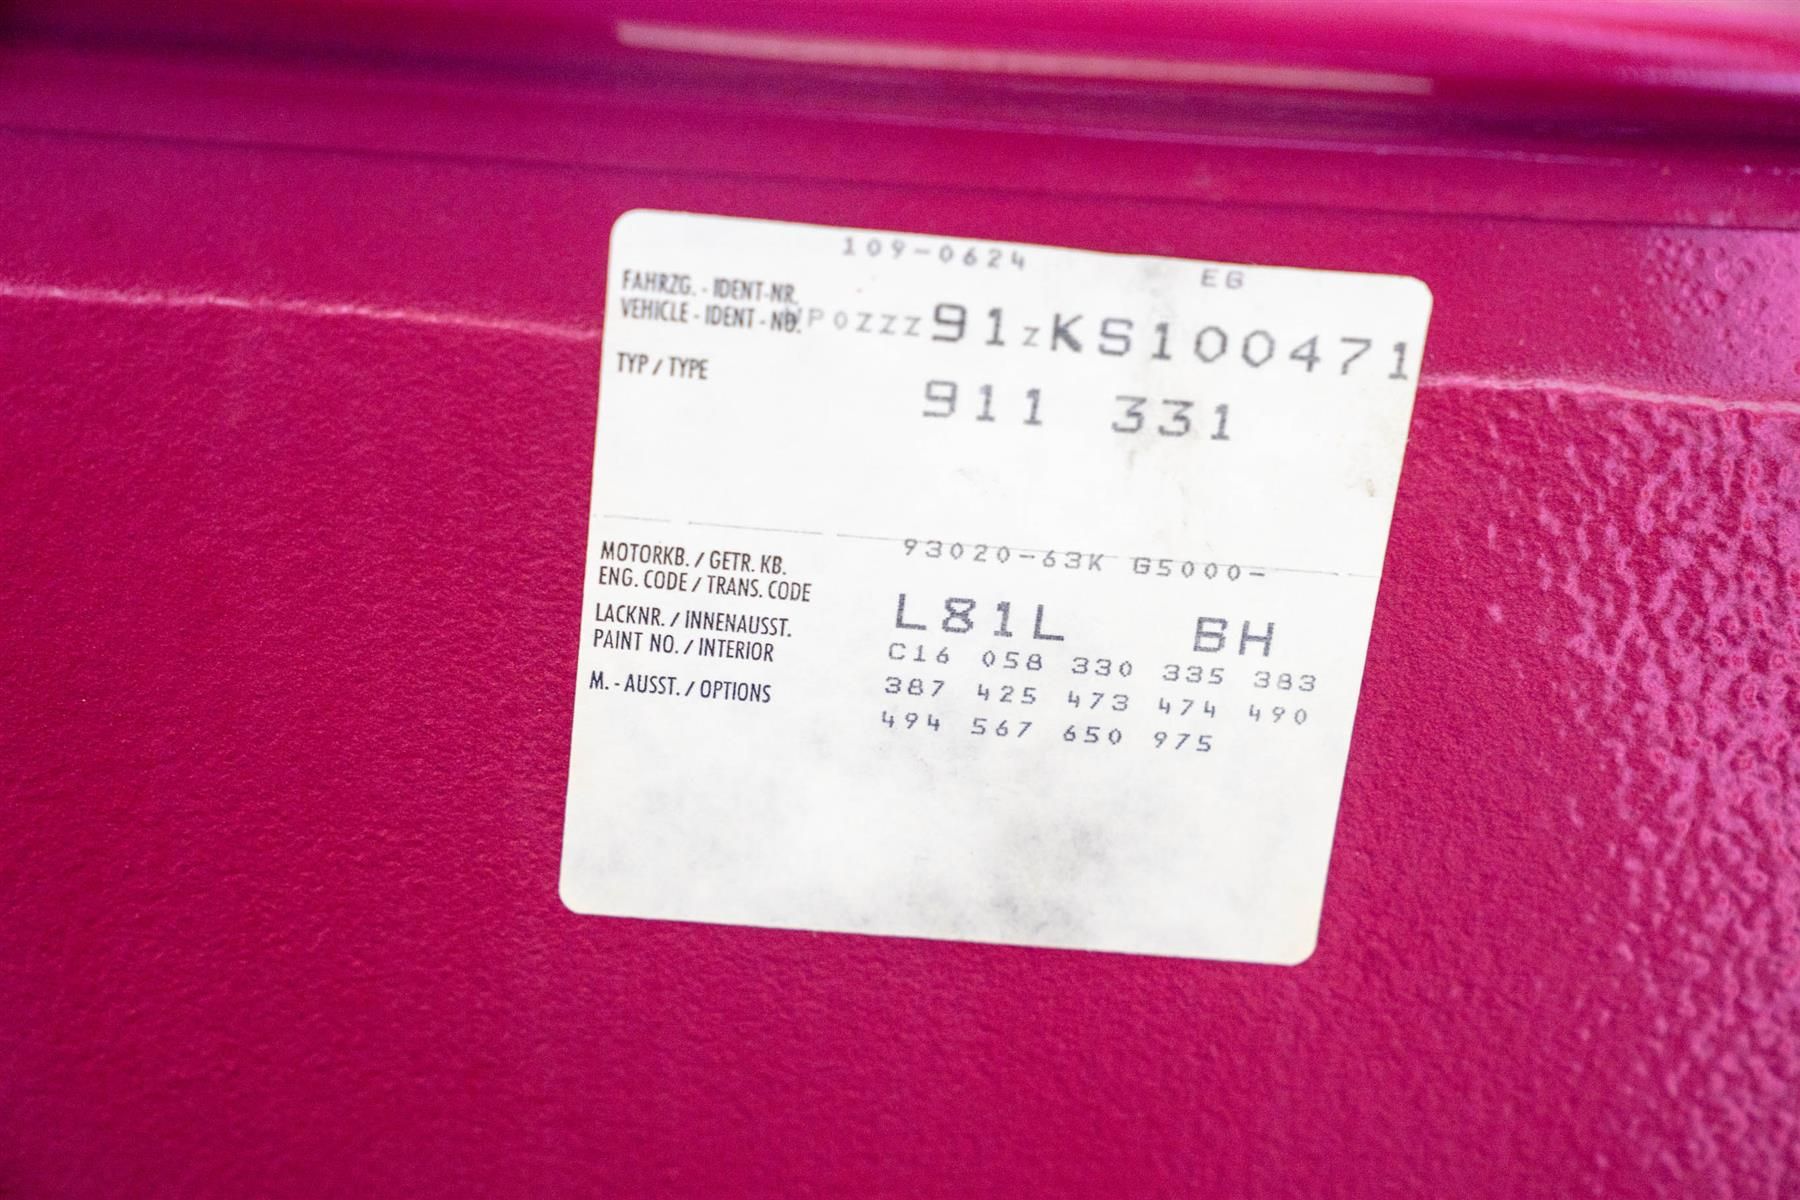 109-0624 EG
FAHRZG. - IDENT-NR.
VEHICLE - IDENT - NO. WP0ZZZ91ZKS100471
TYP / TYPE 911 331
MOTORKB. / GETR. KB. 93020-63K G5000-
ENG. CODE / TRANS. CODE
LACKNR. / INNENAUSST. L81L BH
PAINT NO. / INTERIOR C16 058 330 335 383
M. - AUSST. / OPTIONS 387 425 473 474 490
494 567 650 975